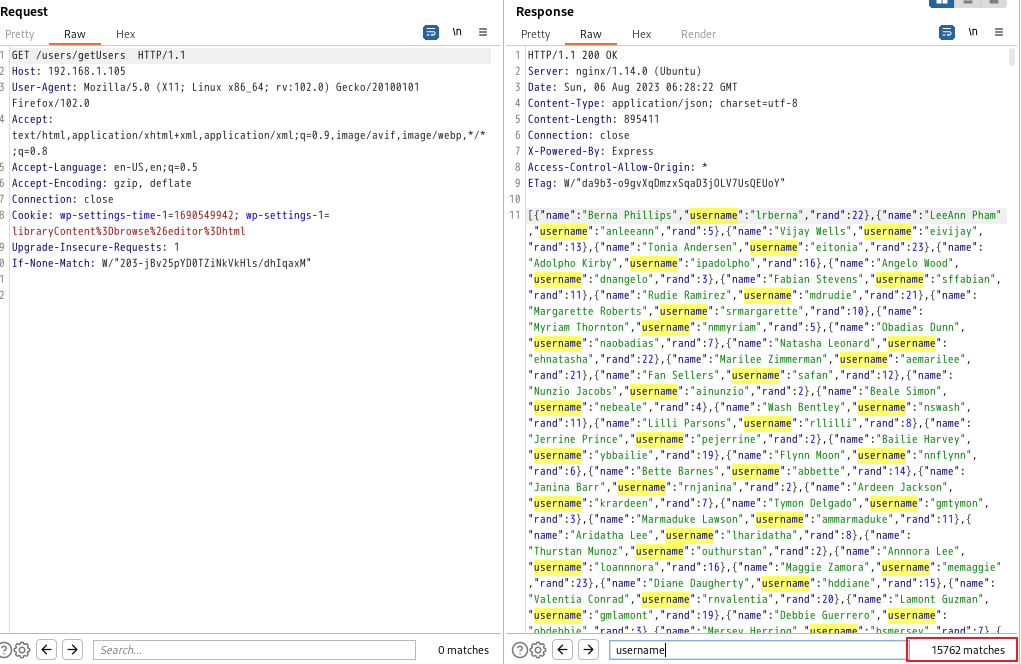 Request
Pretty Raw Hex
\n
1 GET /users/getUsers HTTP/1.1
2 Host: 192.168.1.105
3 User-Agent: Mozilla/5.0 (X11; Linux x86_64; rv:102.0) Gecko/20100101
Firefox/102.0
4 Accept:
text/html,application/xhtml+xml,application/xml;q=0.9,image/avif,image/webp,*/*
;q=0.8
5 Accept-Language: en-US,en;q=0.5
6 Accept-Encoding: gzip, deflate
7 Connection: close
8 Cookie: wp-settings-time-1=1690549942; wp-settings-1=
libraryContent%3Dbrowse%26editor%3Dhtml
9 Upgrade-Insecure-Requests: 1
0 If-None-Match: W/"203-jBv25pYD0TZiNkVkHls/dhIqaxM"
1
2
Search...
0 matches
Response
Pretty Raw Hex Render
\n
1 HTTP/1.1 200 OK
2 Server: nginx/1.14.0 (Ubuntu)
3 Date: Sun, 06 Aug 2023 06:28:22 GMT
4 Content-Type: application/json; charset=utf-8
5 Content-Length: 895411
6 Connection: close
7 X-Powered-By: Express
8 Access-Control-Allow-Origin: *
9 ETag: W/"da9b3-o9gvXqDmzxSqaD3jOLV7UsQEUoY"
10
11 [{"name":"Berna Phillips","username":"lrberna","rand":22},{"name":"LeeAnn Pham"
,"username":"anleeann","rand":5},{"name":"Vijay Wells","username":"eivijay",
"rand":13},{"name":"Tonia Andersen","username":"eitonia","rand":23},{"name":
"Adolpho Kirby","username":"ipadolpho","rand":16},{"name":"Angelo Wood",
"username":"dnangelo","rand":3},{"name":"Fabian Stevens","username":"sffabian",
"rand":11},{"name":"Rudie Ramirez","username":"mdrudie","rand":21},{"name":
"Margarette Roberts","username":"srmargarette","rand":10},{"name":
"Myriam Thornton","username":"nmmyriam","rand":5},{"name":"Obadias Dunn",
"username":"naobadias","rand":7},{"name":"Natasha Leonard","username":
"ehnatasha","rand":22},{"name":"Marilee Zimmerman","username":"aemarilee",
"rand":21},{"name":"Fan Sellers","username":"safan","rand":12},{"name":
"Nunzio Jacobs","username":"ainunzio","rand":2},{"name":"Beale Simon",
"username":"nebeale","rand":4},{"name":"Wash Bentley","username":"nswash",
"rand":11},{"name":"Lilli Parsons","username":"rllilli","rand":8},{"name":
"Jerrine Prince","username":"pejerrine","rand":2},{"name":"Bailie Harvey",
"username":"ybbailie","rand":19},{"name":"Flynn Moon","username":"nnflynn",
"rand":6},{"name":"Bette Barnes","username":"abbette","rand":14},{"name":
"Janina Barr","username":"rnjanina","rand":2},{"name":"Ardeen Jackson",
"username":"krardeen","rand":7},{"name":"Tymon Delgado","username":"gmtymon",
"rand":3},{"name":"Marmaduke Lawson","username":"ammarmaduke","rand":11},{
"name":"Aridatha Lee","username":"lharidatha","rand":8},{"name":
"Thurstan Munoz","username":"outhurstan","rand":2},{"name":"Annnora Lee",
"username":"loannnora","rand":16},{"name":"Maggie Zamora","username":"memaggie"
,"rand":23},{"name":"Diane Daugherty","username":"hddiane","rand":15},{"name":
"Valentia Conrad","username":"rnvalentia","rand":20},{"name":"Lamont Guzman",
"username":"gmlamont","rand":19},{"name":"Debbie Guerrero","username":
"obdebbie","rand":3},{"name":"Mersey Herring","username":"hsmersey","rand":7},{
username
15762 matches